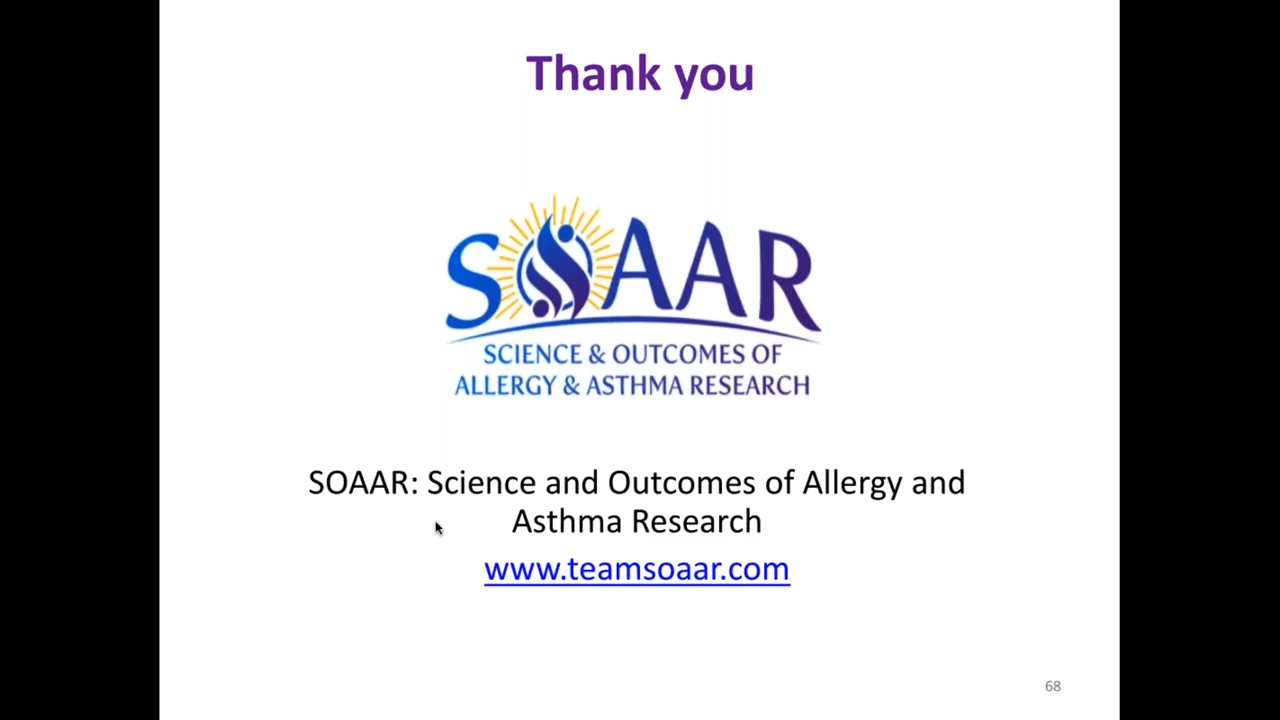 Thank you
SOAAR
SCIENCE & OUTCOMES OF
ALLERGY & ASTHMA RESEARCH
SOAAR: Science and Outcomes of Allergy and
Asthma Research
www.teamsoaar.com
68